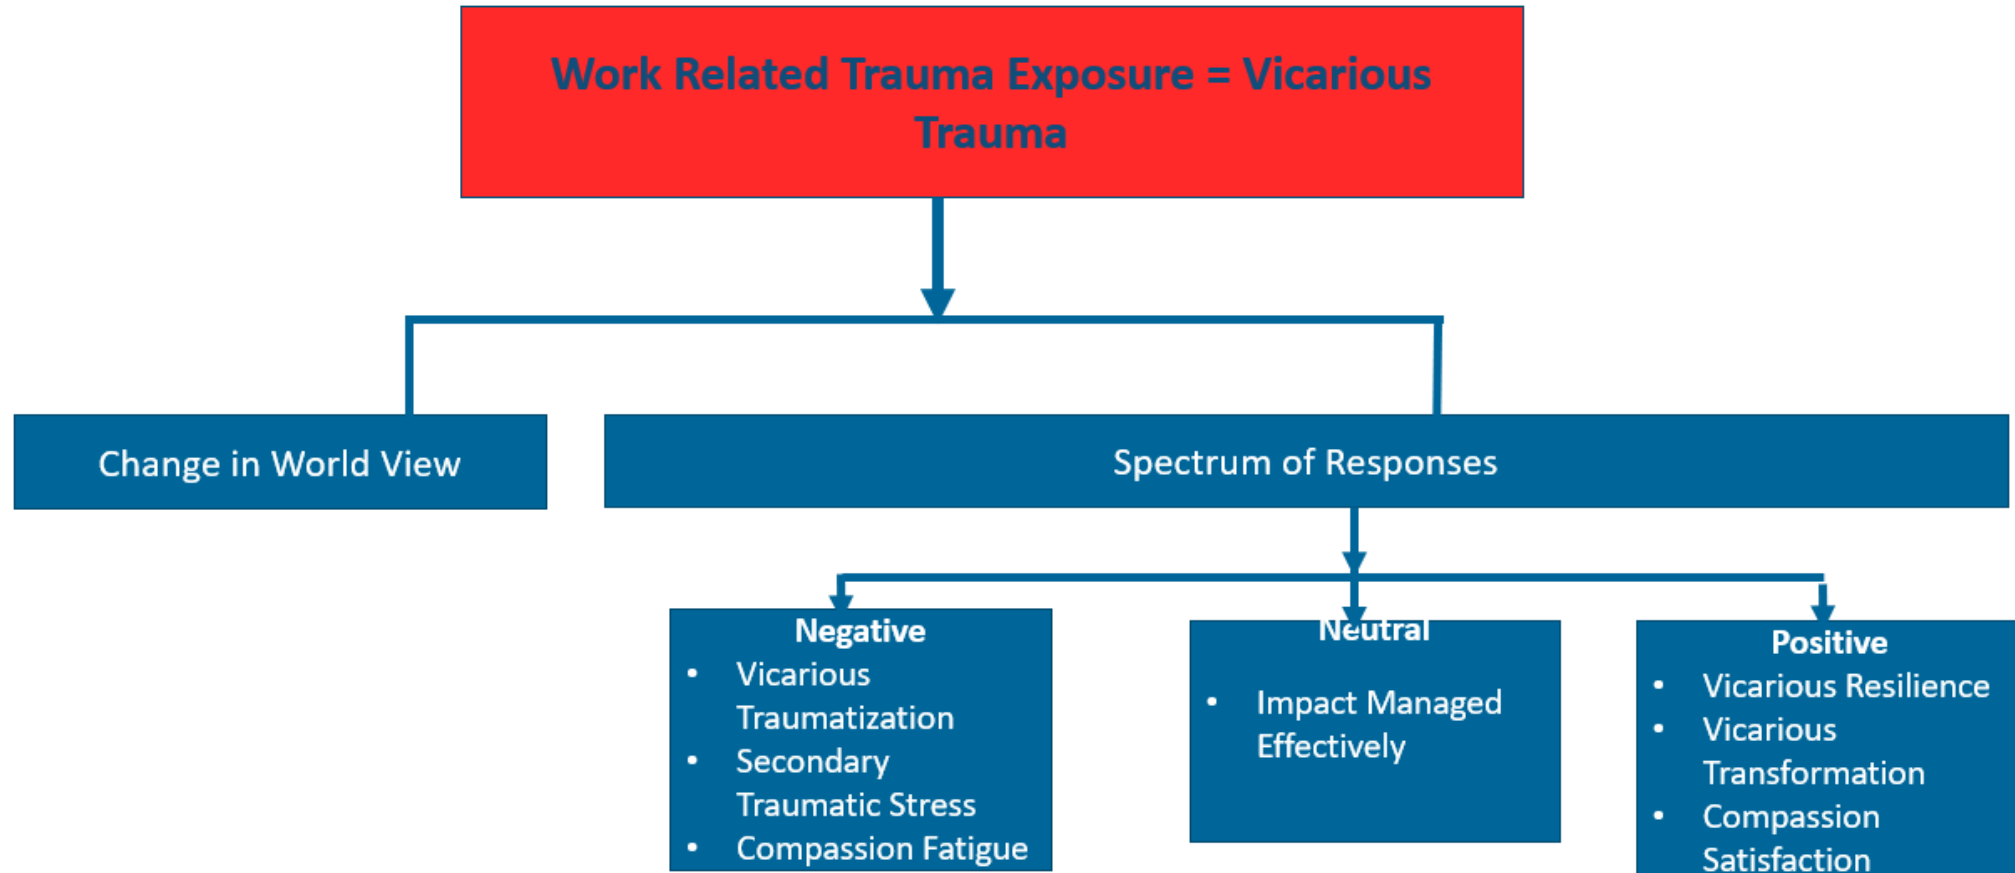 Work Related Trauma Exposure = Vicarious
Trauma
Change in World View
Spectrum of Responses
Negative
• Vicarious
Traumatization
• Secondary
Traumatic Stress
• Compassion Fatigue
Neutral
• Impact Managed
Effectively
Positive
• Vicarious Resilience
• Vicarious
Transformation
• Compassion
Satisfaction